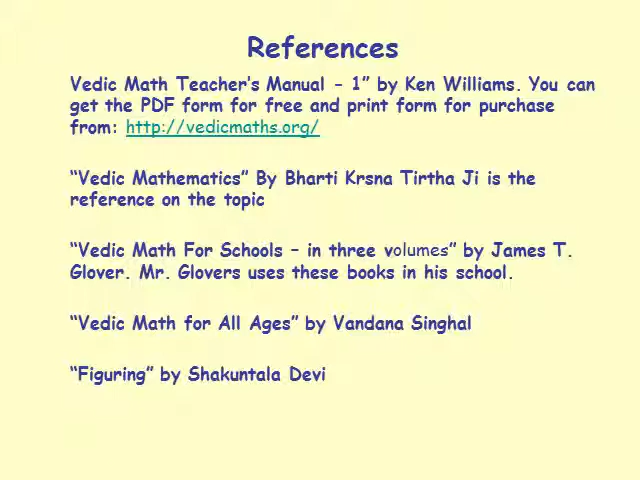 References
Vedic Math Teacher's Manual - 1” by Ken Williams. You can
get the PDF form for free and print form for purchase
from: http://vedicmaths.org/
“Vedic Mathematics” By Bharti Krsna Tirtha Ji is the
reference on the topic
“Vedic Math For Schools – in three volumes” by James T.
Glover. Mr. Glovers uses these books in his school.
“Vedic Math for All Ages” by Vandana Singhal
“Figuring” by Shakuntala Devi